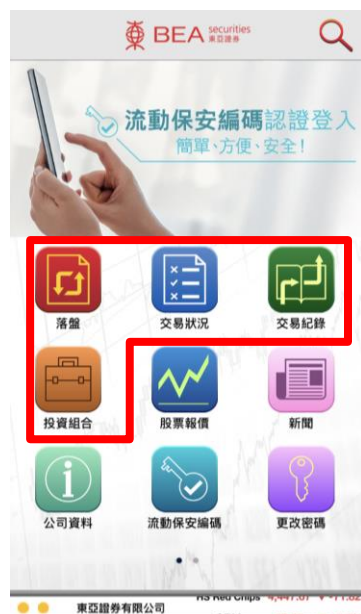 BEA securities 東亞證券
流動保安編碼認證登入
簡單、方便、安全！
落盤 交易狀況 交易紀錄
投資組合 股票報價 新聞
公司資料 流動保安編碼 更改密碼
東亞證券有限公司 HS Red Chips 4,447.07